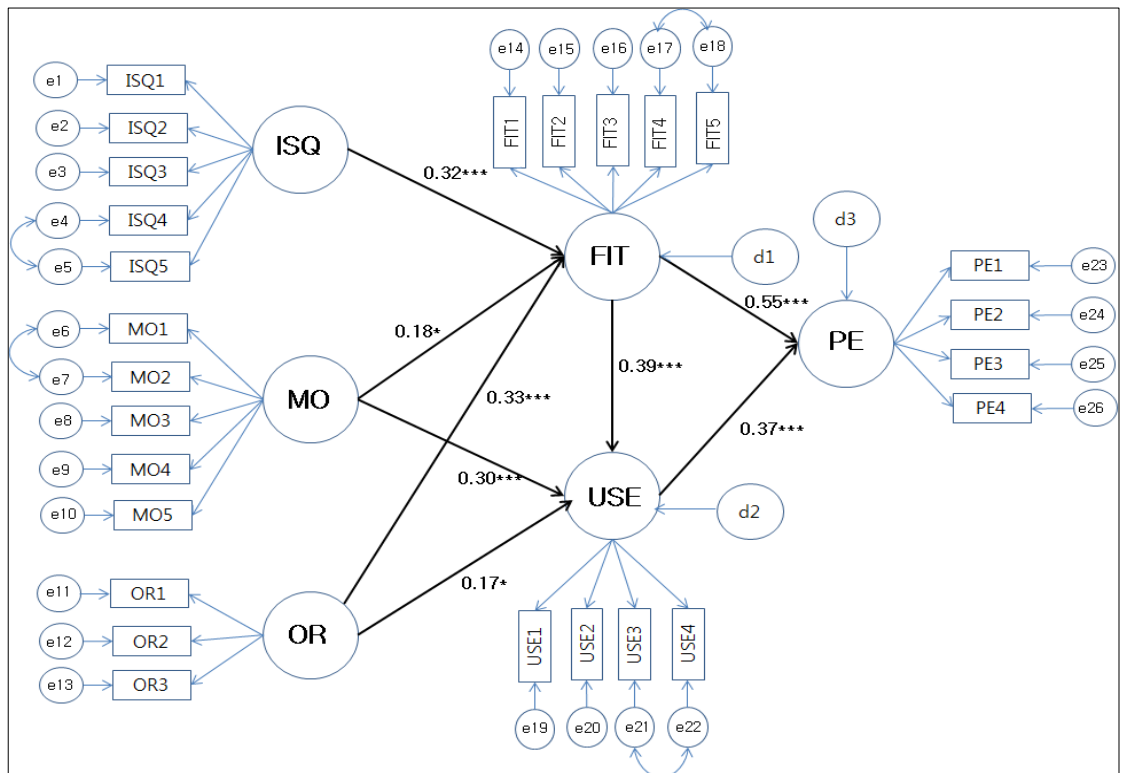 e1
ISQ1
e2
ISQ2
e3
ISQ3
e4
ISQ4
e5
ISQ5
ISQ
e6
MO1
e7
MO2
e8
MO3
e9
MO4
e10
MO5
MO
e11
OR1
e12
OR2
e13
OR3
OR
e14
e15
e16
e17
e18
FIT1
FIT2
FIT3
FIT4
FIT5
0.32***
FIT
d1
d3
0.18*
0.33***
0.55***
0.39***
0.30***
0.37***
0.17*
USE
d2
PE
PE1
e23
PE2
e24
PE3
e25
PE4
e26
USE1
USE2
USE3
USE4
e19
e20
e21
e22